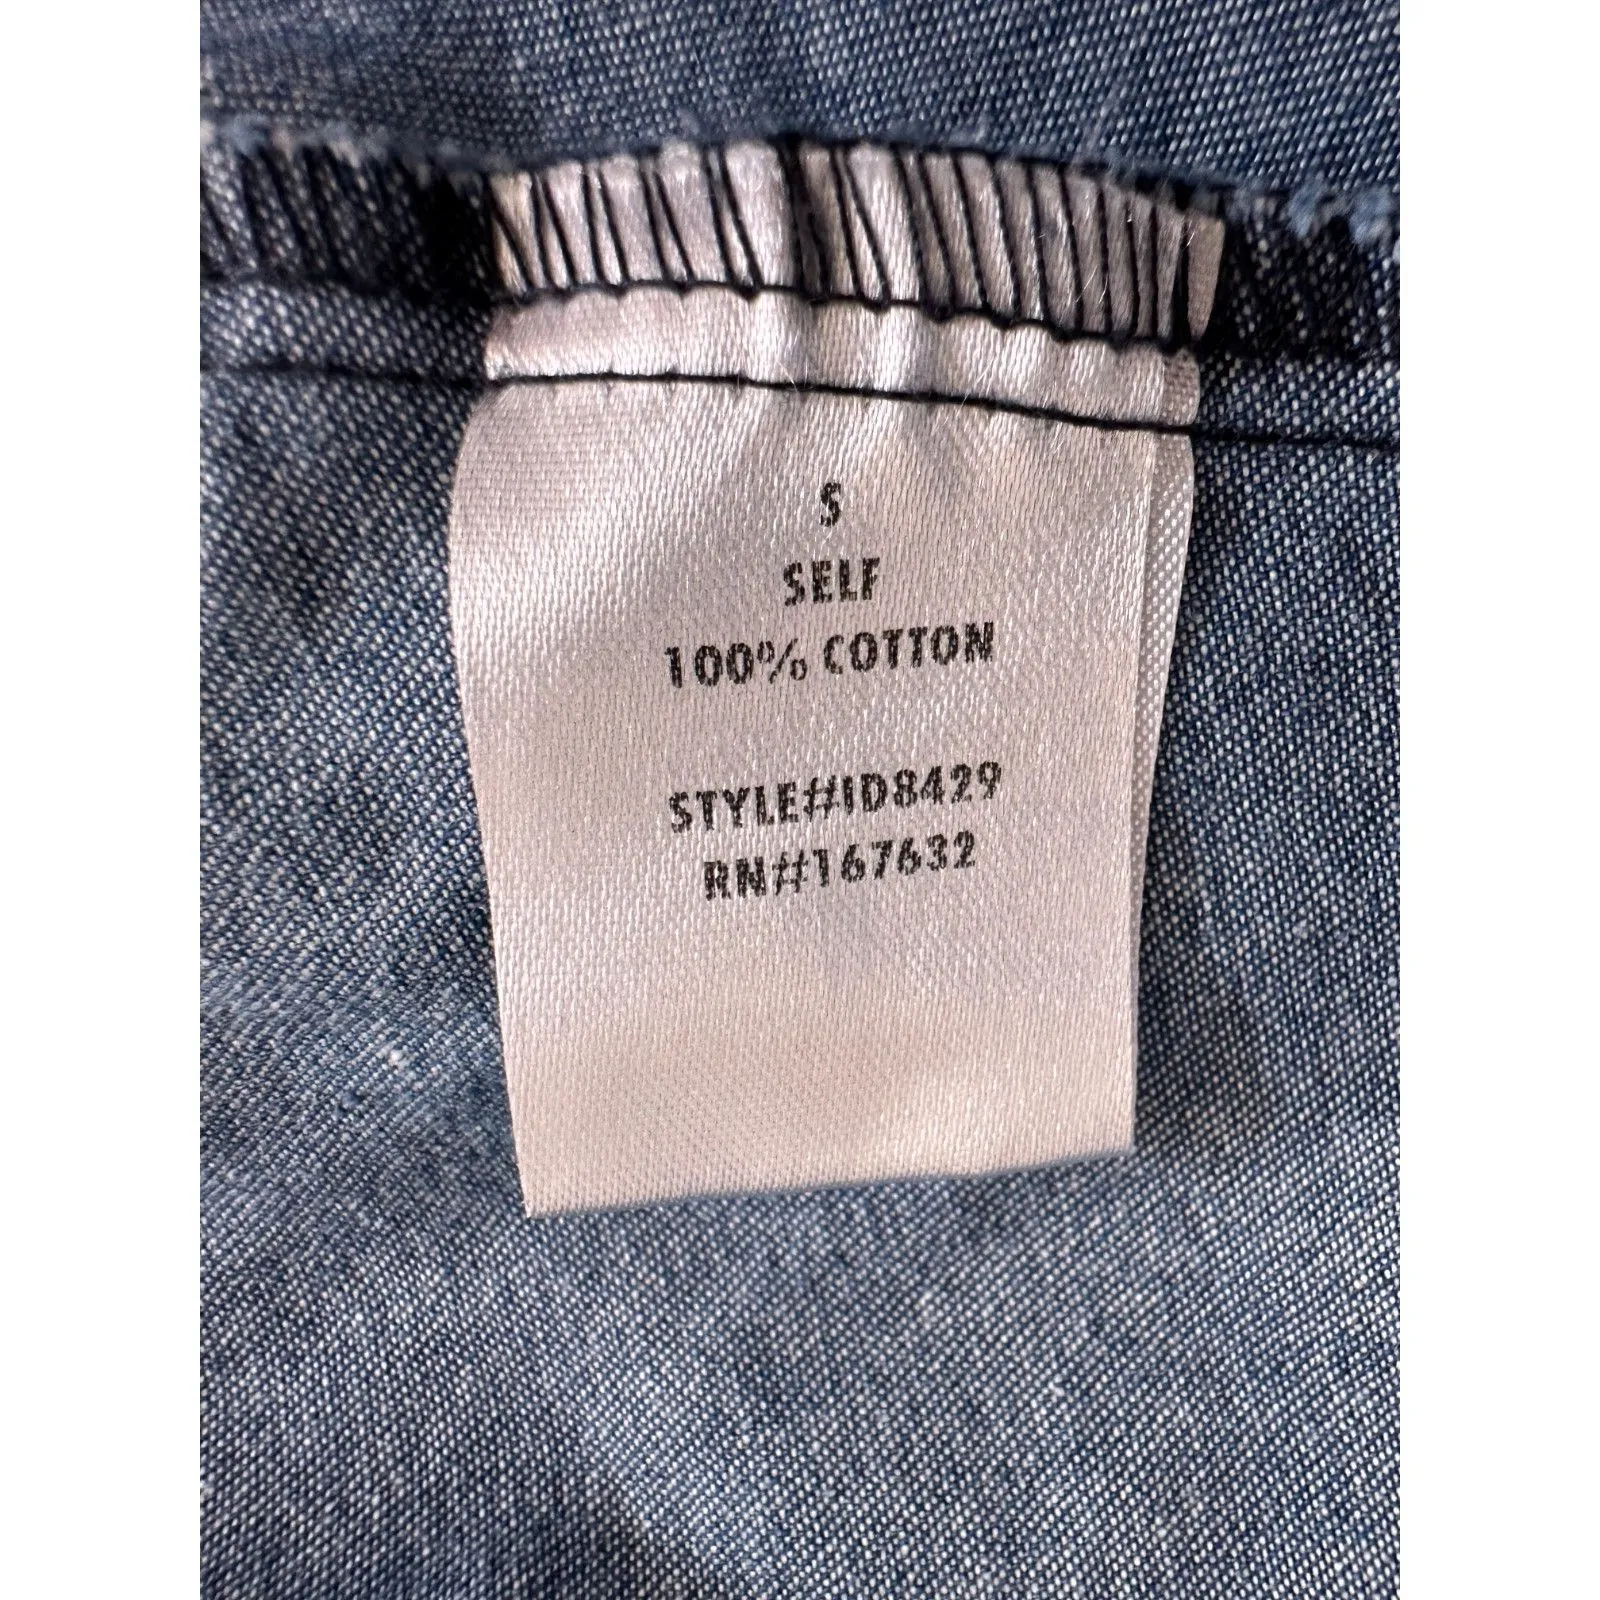 S
SELF
100% COTTON
STYLE#ID8429
RN#167632